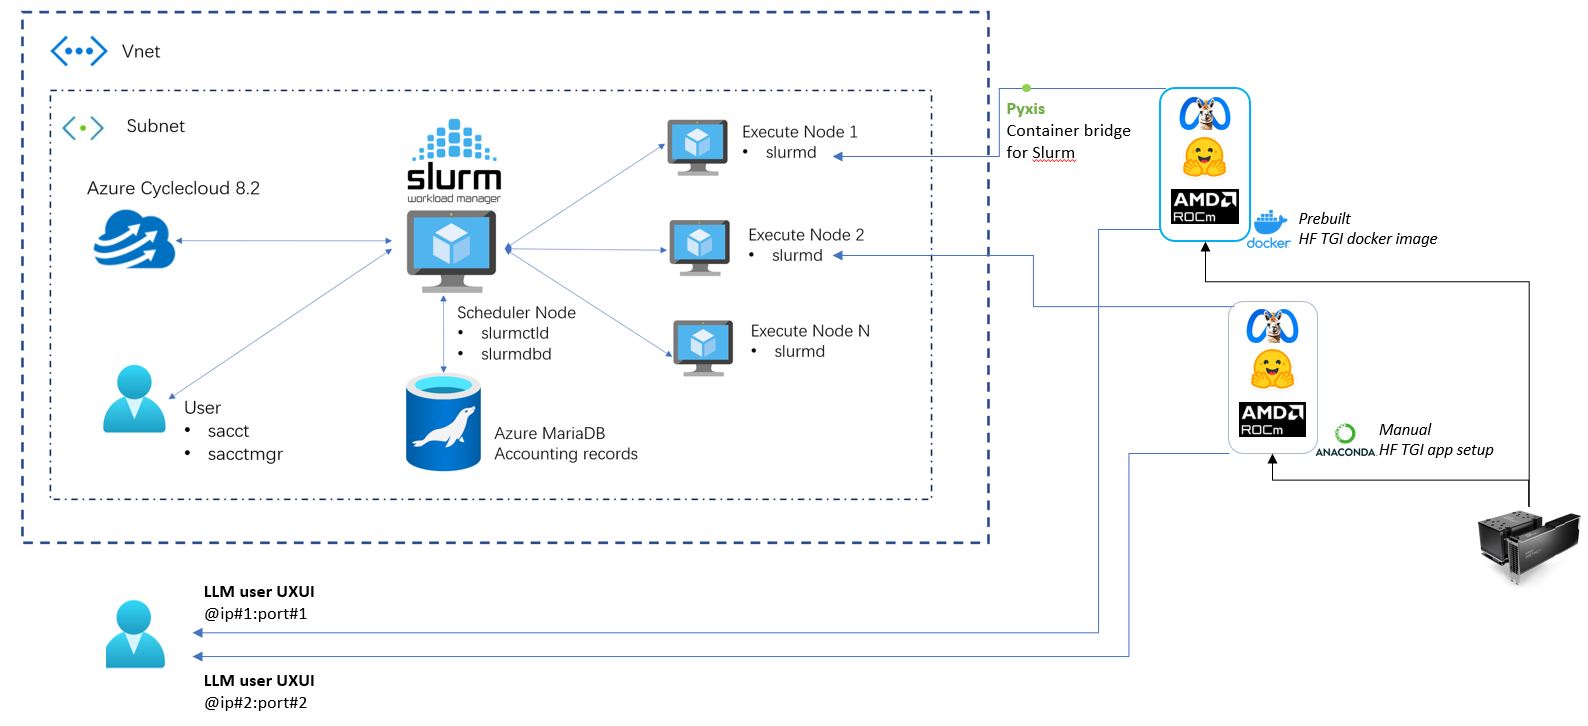 Vnet
Subnet
Azure Cyclecloud 8.2
slurm
workload manager
Execute Node 1
• slurmd
Execute Node 2
• slurmd
Execute Node N
• slurmd
Scheduler Node
• slurmctld
• slurmdbd
User
• sacct
• sacctmgr
Azure MariaDB
Accounting records
Pyxis
Container bridge
for Slurm
AMD
ROCm
docker
Prebuilt
HF TGI docker image
AMD
ROCm
ANACONDA.
Manual
HF TGI app setup
LLM user UXUI
@ip#1:port#1
LLM user UXUI
@ip#2:port#2